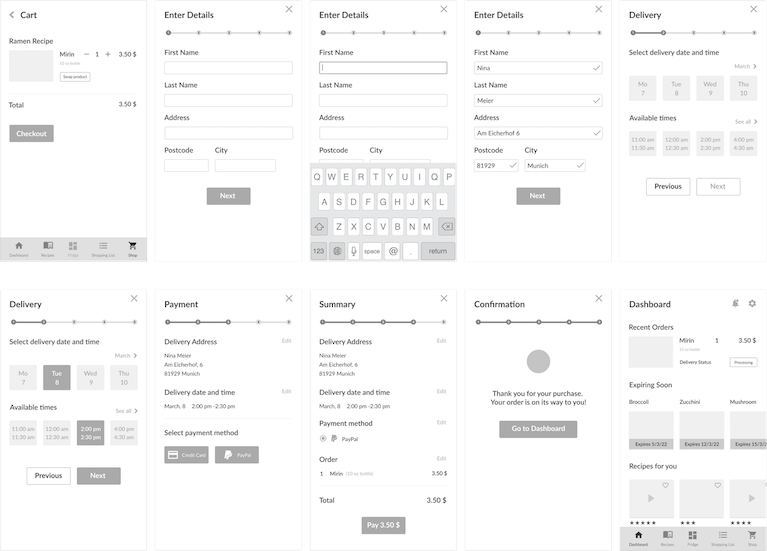 Cart
Ramen Recipe
Mirin
1
3.50 $
(10 oz bottle)
Swap product
Total
3.50 $
Checkout
Dashboard
Recipes
Fridge
Shopping List
Shop
Enter Details
First Name
Last Name
Address
Postcode
City
Next
Enter Details
First Name
Last Name
Address
Postcode
City
Q W E R T Y U I Q P
A S D F G H J K L
Z X C V B N M
123
space
@
.
return
Enter Details
First Name
Nina
Last Name
Meier
Address
Am Eicherhof 6
Postcode
City
81929
Munich
Next
Delivery
Select delivery date and time
March
Mo
7
Tue
8
Wed
9
Thu
10
Available times
See all
11:00 am
11:30 am
12:00 am
12:30 am
2:00 pm
2:30 pm
4:00 pm
4:30 am
Previous
Next
Delivery
Select delivery date and time
March
Mo
7
Tue
8
Wed
9
Thu
10
Available times
See all
11:00 am
11:30 am
12:00 am
12:30 am
2:00 pm
2:30 pm
4:00 pm
4:30 am
Previous
Next
Payment
Delivery Address
Edit
Nina Meier
Am Eicherhof, 6
81929 Munich
Delivery date and time
Edit
March, 8 2:00 pm -2:30 pm
Select payment method
Credit Card
PayPal
Summary
Delivery Address
Edit
Nina Meier
Am Eicherhof, 6
81929 Munich
Delivery date and time
Edit
March, 8 2:00 pm -2:30 pm
Payment method
Edit
PayPal
Order
Edit
1 Mirin (10 oz bottle) 3.50 $
Total
3.50 $
Pay 3.50 $
Confirmation
Thank you for your purchase.
Your order is on its way to you!
Go to Dashboard
Dashboard
Recent Orders
Mirin
1
3.50 $
(10 oz bottle)
Delivery Status
Processing
Expiring Soon
Broccoli
Zucchini
Mushroom
Expires 5/3/22
Expires 12/3/22
Expires 15/3/2
Recipes for you
Dashboard
Recipes
Fridge
Shopping List
Shop